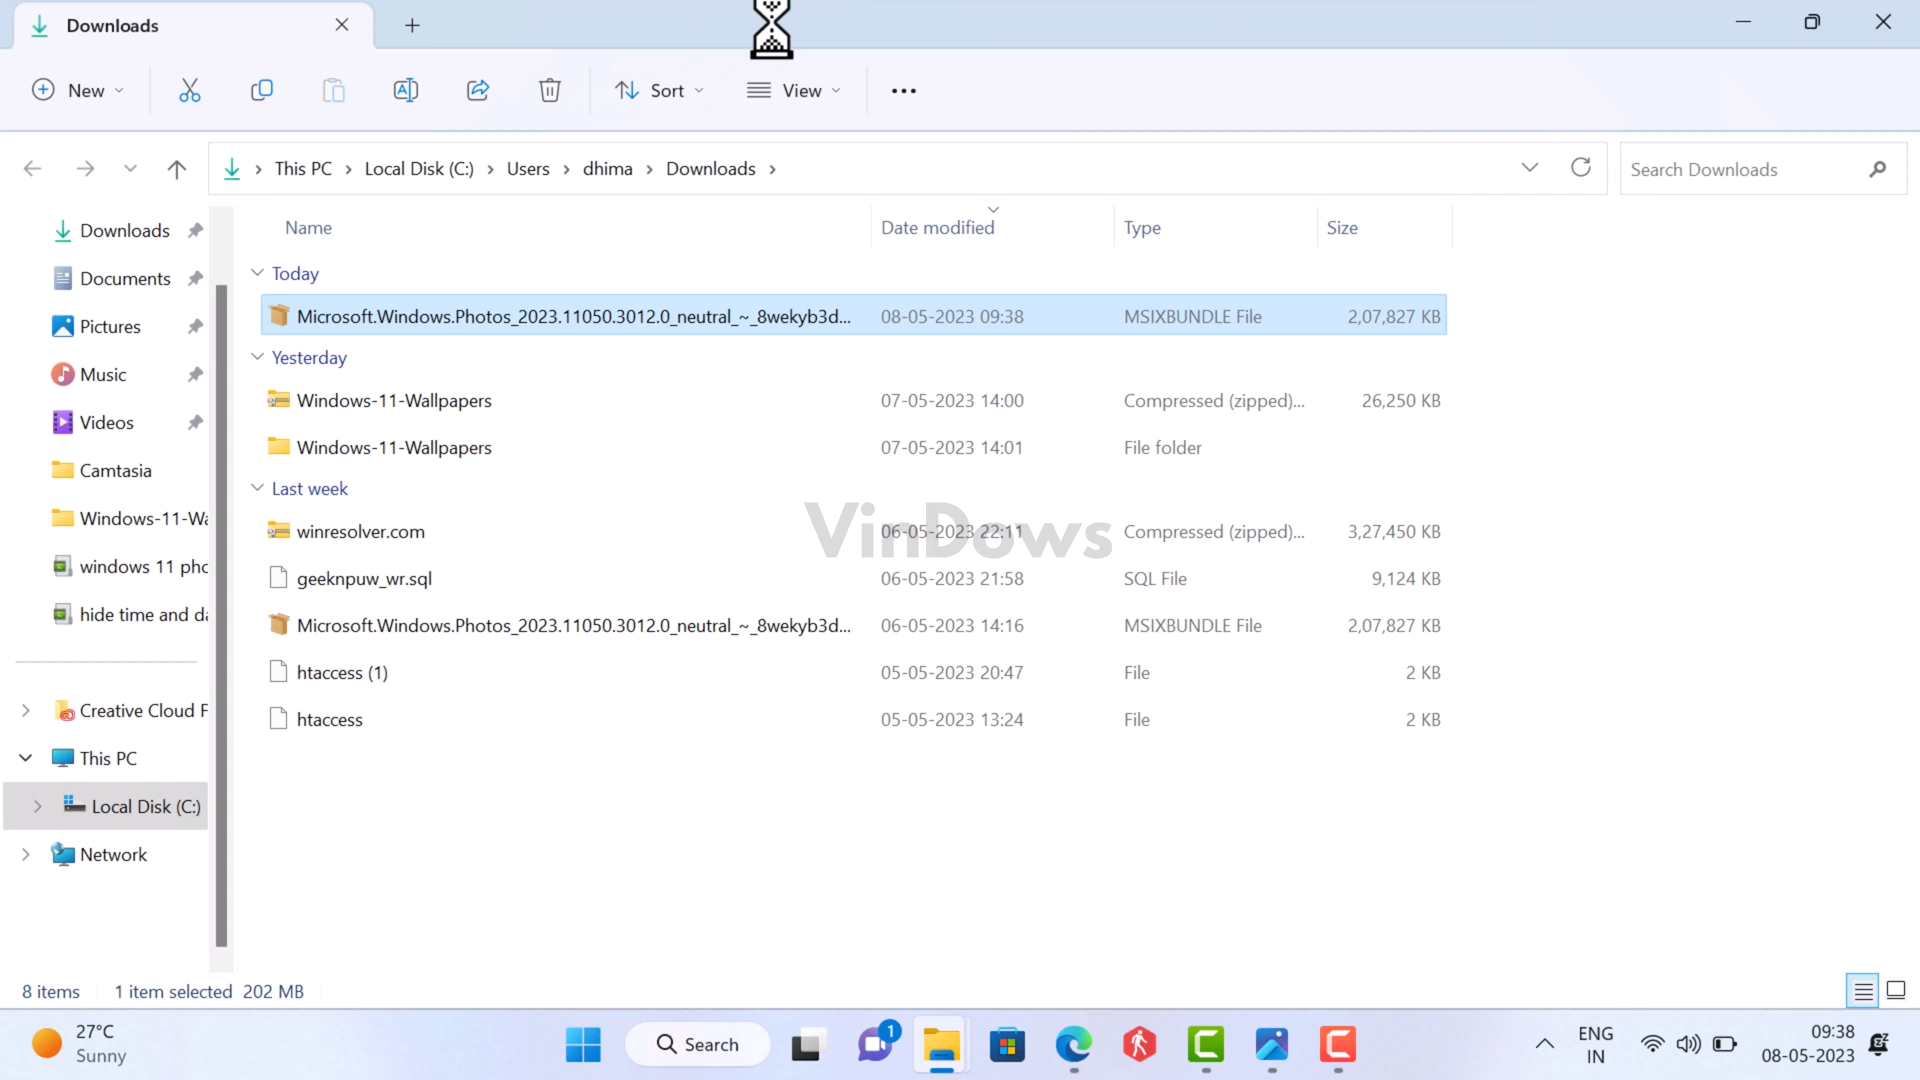 Downloads
New
Sort
View
This PC
Local Disk (C:)
Users
dhima
Downloads
Search Downloads
Downloads
Documents
Pictures
Music
Videos
Camtasia
Windows-11-Wa
windows 11 phc
hide time and da
Creative Cloud F
This PC
Local Disk (C:)
Network
Name Date modified Type Size
Today
Microsoft.Windows.Photos_2023.11050.3012.0_neutral_~_8wekyb3d... 08-05-2023 09:38 MSIXBUNDLE File 2,07,827 KB
Yesterday
Windows-11-Wallpapers 07-05-2023 14:00 Compressed (zipped)... 26,250 KB
Windows-11-Wallpapers 07-05-2023 14:01 File folder
Last week
VinDows
winresolver.com 06-05-2023 22:11 Compressed (zipped)... 3,27,450 KB
geeknpuw_wr.sql 06-05-2023 21:58 SQL File 9,124 KB
Microsoft.Windows.Photos_2023.11050.3012.0_neutral_~_8wekyb3d... 06-05-2023 14:16 MSIXBUNDLE File 2,07,827 KB
htaccess (1) 05-05-2023 20:47 File 2 KB
htaccess 05-05-2023 13:24 File 2 KB
8 items 1 item selected 202 MB
27°C
Sunny
Search
1
ENG
IN
09:38
08-05-2023